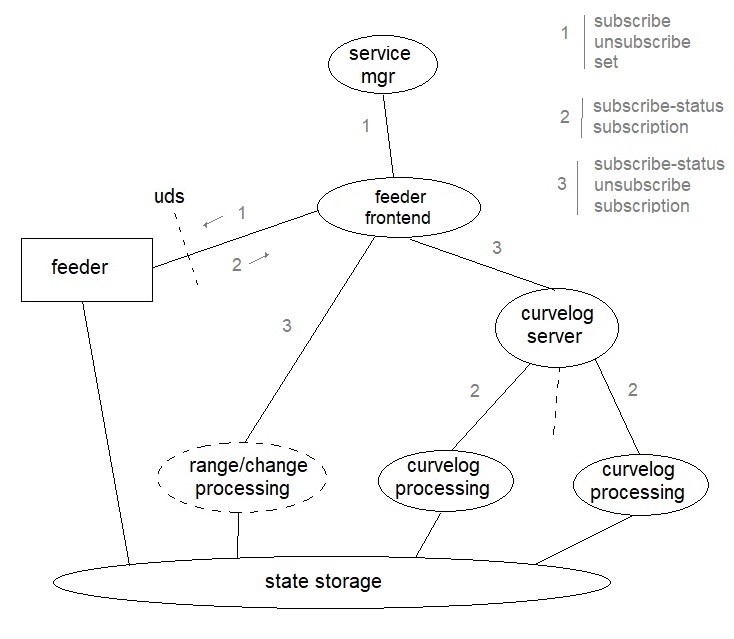 service
mgr
1
subscribe
unsubscribe
set
2
subscribe-status
subscription
3
subscribe-status
unsubscribe
subscription
1
feeder
frontend
uds
1
2
feeder
3
3
curvelog
server
2
2
range/change
processing
curvelog
processing
curvelog
processing
state storage